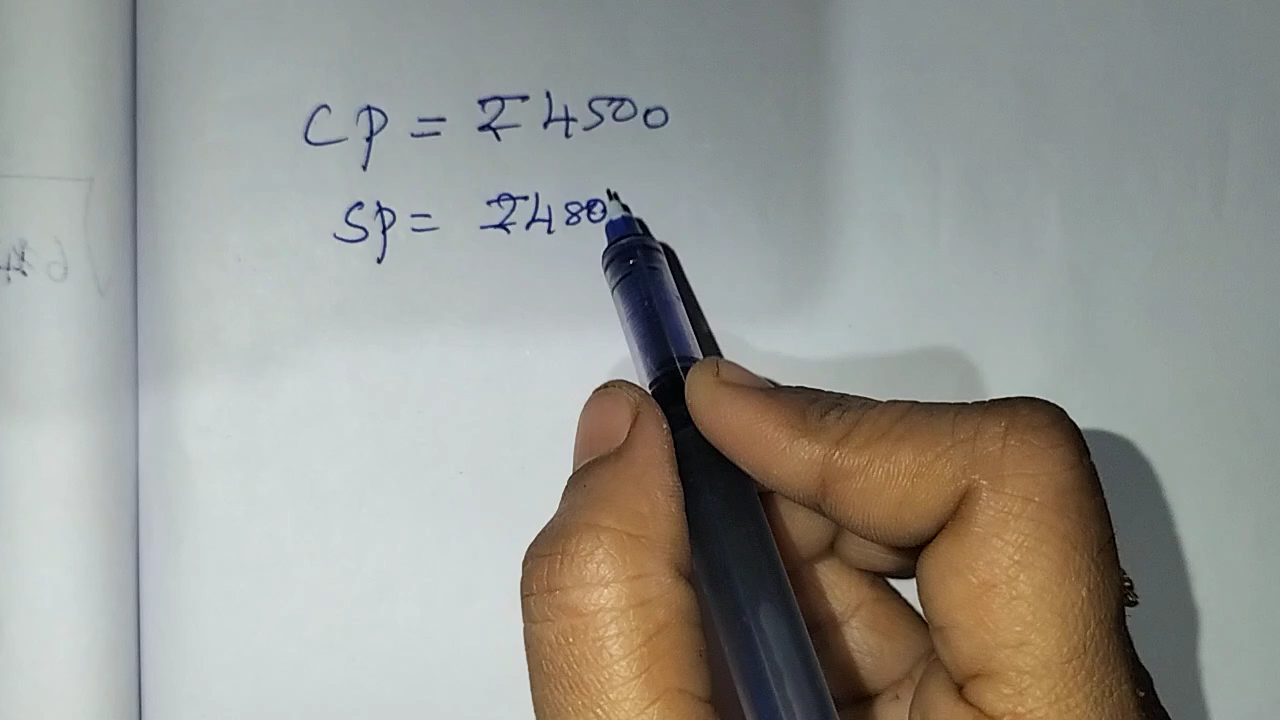 CP = ₹4500
SP = ₹480